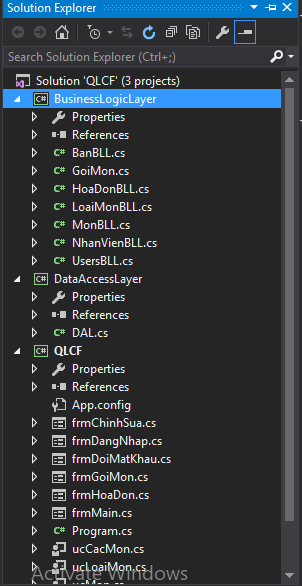 Solution Explorer
Search Solution Explorer (Ctrl+;)
Solution 'QLCF' (3 projects)
C# BusinessLogicLayer
Properties
References
C# BanBLL.cs
C# GoiMon.cs
C# HoaDonBLL.cs
C# LoaiMonBLL.cs
C# MonBLL.cs
C# NhanVienBLL.cs
C# UsersBLL.cs
C# DataAccessLayer
Properties
References
C# DAL.cs
C# QLCF
Properties
References
App.config
frmChinhSua.cs
frmDangNhap.cs
frmDoiMatKhau.cs
frmGoiMon.cs
frmHoaDon.cs
frmMain.cs
C# Program.cs
ucCacMon.cs
ucLoaiMon.cs
Activate Windows